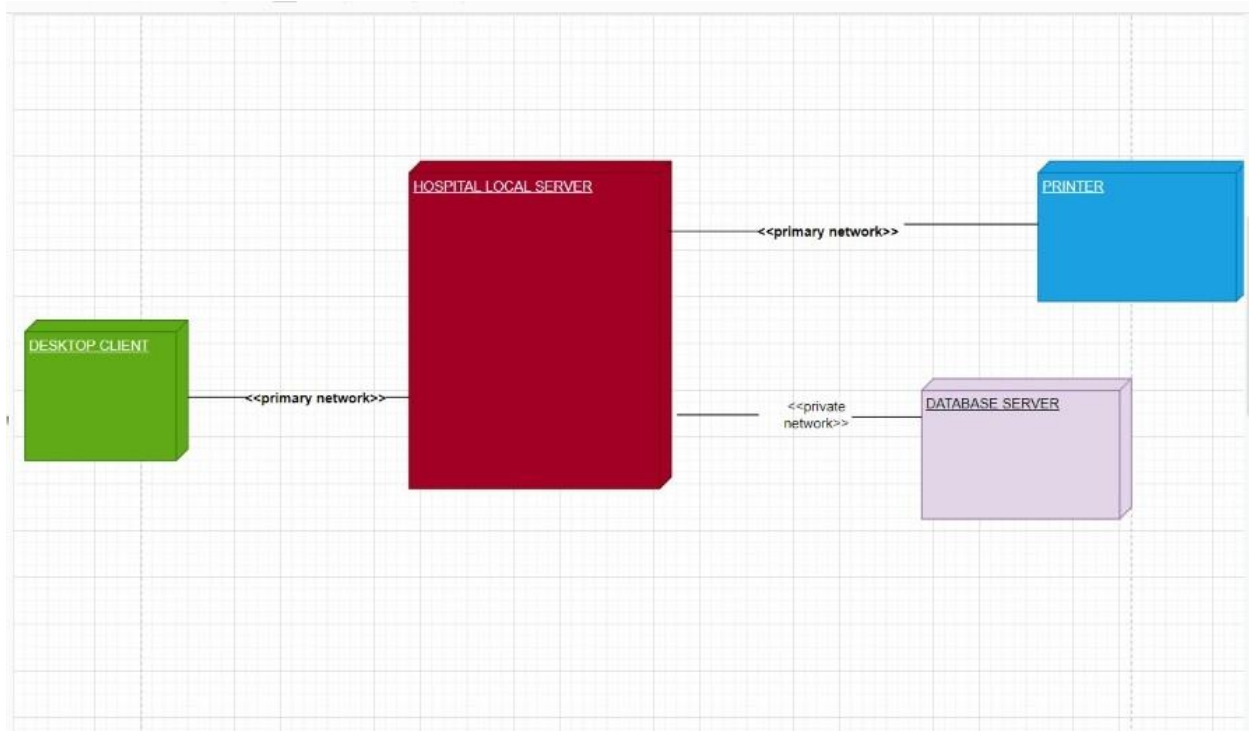 HOSPITAL LOCAL SERVER
PRINTER
<<primary network>>
DESKTOP CLIENT
<<primary network>>
<<private
network>>
DATABASE SERVER